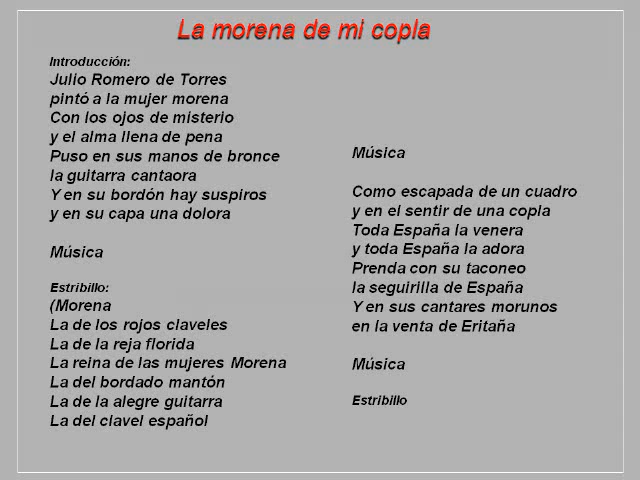 La morena de mi copla
Introducción:
Julio Romero de Torres
pintó a la mujer morena
Con los ojos de misterio
y el alma llena de pena
Puso en sus manos de bronce
la guitarra cantaora
Y en su bordón hay suspiros
y en su capa una dolora
Música
Estribillo:
(Morena
La de los rojos claveles
La de la reja florida
La reina de las mujeres Morena
La del bordado mantón
La de la alegre guitarra
La del clavel español
Música
Como escapada de un cuadro
y en el sentir de una copla
Toda España la venera
y toda España la adora
Prenda con su taconeo
la seguirilla de España
Y en sus cantares morunos
en la venta de Eritaña
Música
Estribillo